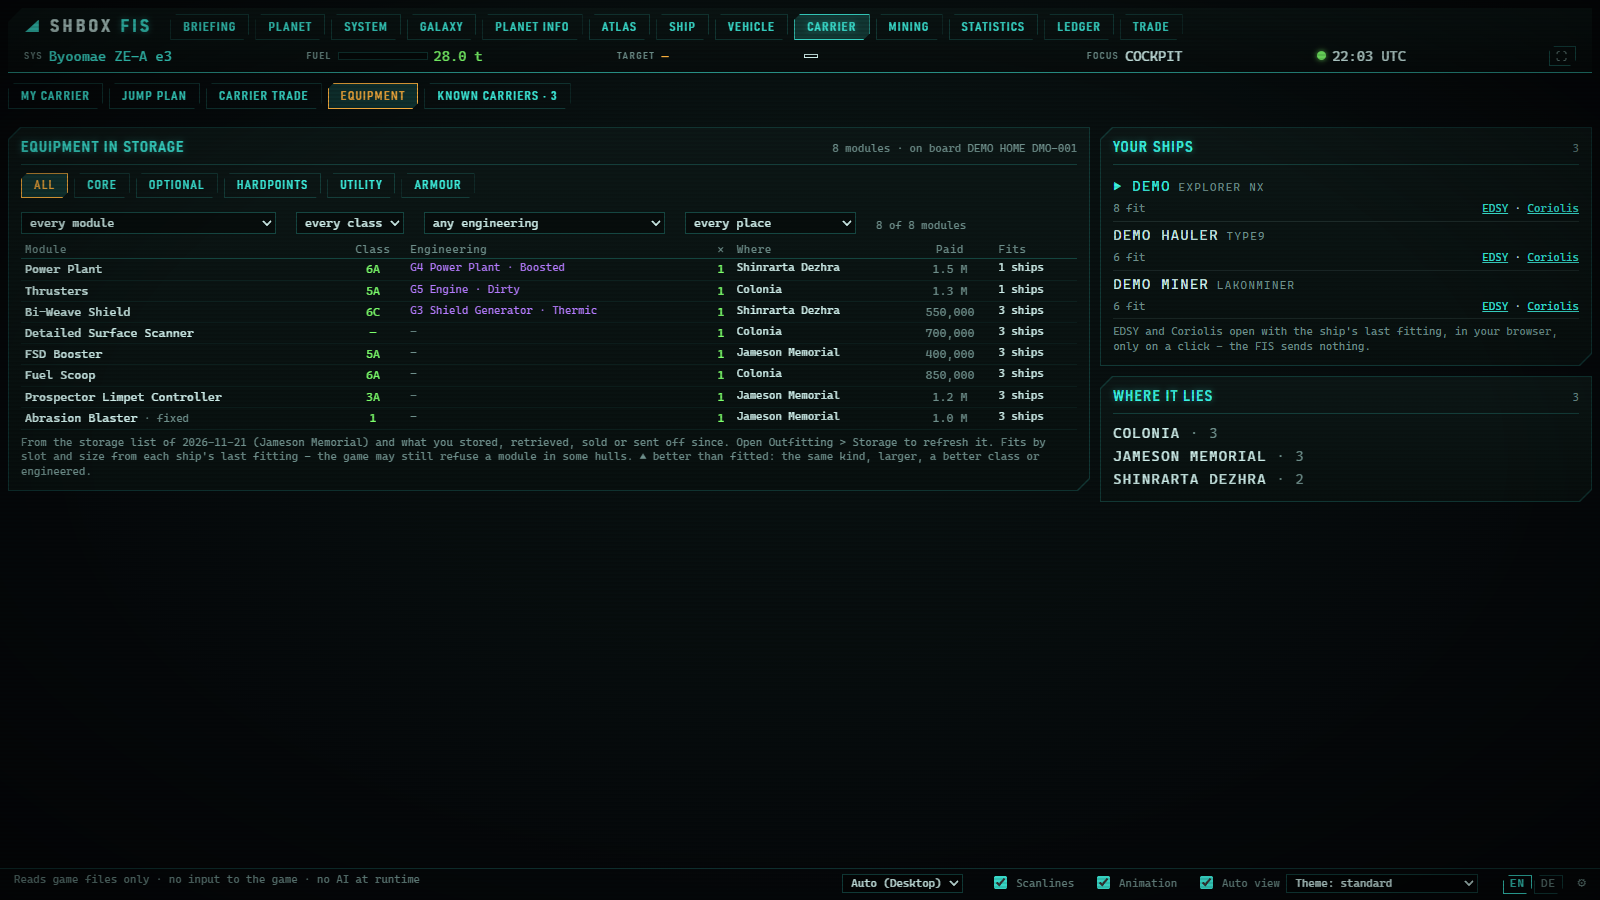 SHBOX FIS BRIEFING PLANET SYSTEM GALAXY PLANET INFO ATLAS SHIP VEHICLE CARRIER MINING STATISTICS LEDGER TRADE
SYS Byoomae ZE-A e3 FUEL 28.0 t TARGET – FOCUS COCKPIT 22:03 UTC
MY CARRIER JUMP PLAN CARRIER TRADE EQUIPMENT KNOWN CARRIERS · 3
EQUIPMENT IN STORAGE 8 modules · on board DEMO HOME DMO-001
ALL CORE OPTIONAL HARDPOINTS UTILITY ARMOUR
every module every class any engineering every place 8 of 8 modules
Module Class Engineering × Where Paid Fits
Power Plant 6A G4 Power Plant · Boosted 1 Shinrarta Dezhra 1.5 M 1 ships
Thrusters 5A G5 Engine · Dirty 1 Colonia 1.3 M 1 ships
Bi-Weave Shield 6C G3 Shield Generator · Thermic 1 Shinrarta Dezhra 550,000 3 ships
Detailed Surface Scanner – – 1 Colonia 700,000 3 ships
FSD Booster 5A – 1 Jameson Memorial 400,000 3 ships
Fuel Scoop 6A – 1 Colonia 850,000 3 ships
Prospector Limpet Controller 3A – 1 Jameson Memorial 1.2 M 3 ships
Abrasion Blaster · fixed 1 – 1 Jameson Memorial 1.0 M 3 ships
From the storage list of 2026-11-21 (Jameson Memorial) and what you stored, retrieved, sold or sent off since. Open Outfitting > Storage to refresh it. Fits by
slot and size from each ship's last fitting – the game may still refuse a module in some hulls. ▲ better than fitted: the same kind, larger, a better class or
engineered.
YOUR SHIPS 3
▶ DEMO EXPLORER NX
8 fit EDSY · Coriolis
DEMO HAULER TYPE9
6 fit EDSY · Coriolis
DEMO MINER LAKONMINER
6 fit EDSY · Coriolis
EDSY and Coriolis open with the ship's last fitting, in your browser,
only on a click – the FIS sends nothing.
WHERE IT LIES 3
COLONIA · 3
JAMESON MEMORIAL · 3
SHINRARTA DEZHRA · 2
Reads game files only · no input to the game · no AI at runtime Auto (Desktop) Scanlines Animation Auto view Theme: standard EN DE